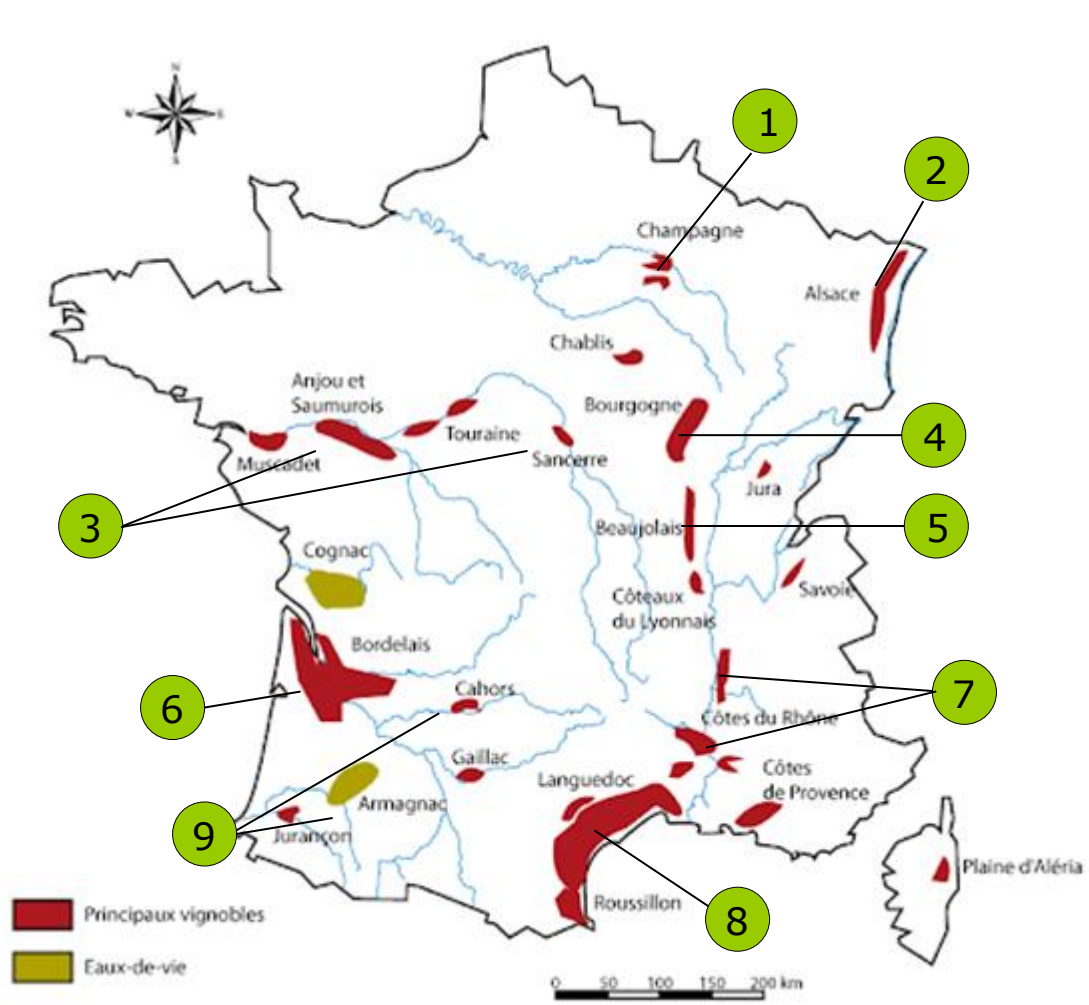 N
W
E
S
1
2
Champagne
Alsace
Chablis
Anjou et
Saumurois
Bourgogne
4
Touraine
Muscadet
Sancerre
Jura
3
Beaujolais
5
Cognac
Côteaux
du Lyonnais
Savoie
Bordelais
6
Cahors
7
Côtes du Rhône
Gaillac
Languedoc
Côtes
de Provence
Armagnac
9
Jurançon
Plaine d'Aléria
Principaux vignobles
Roussillon
8
Eaux-de-vie
0 50 100 150 200 km